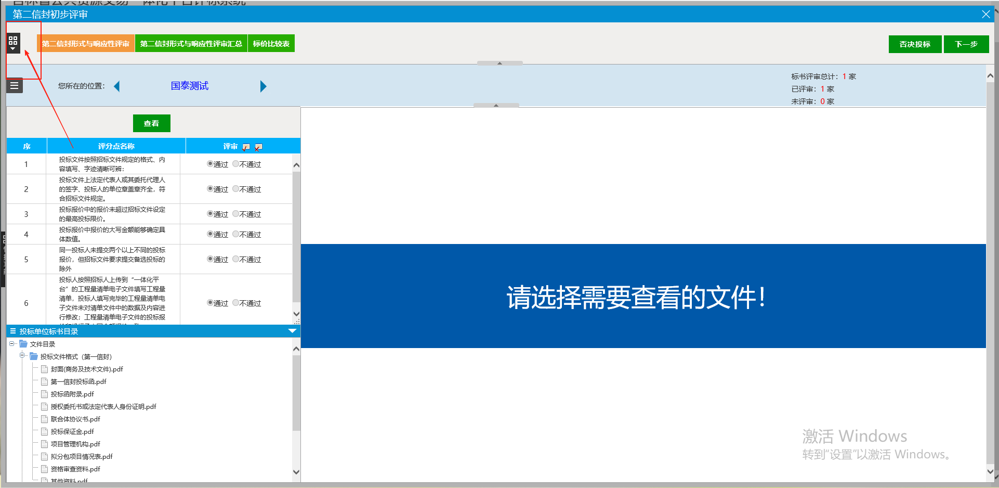 吉林省公共资源交易一体化平台评标系统
第二信封初步评审
第二信封形式与响应性评审
第二信封形式与响应性评审汇总
标价比较表
否决投标
下一步
您所在的位置：
国泰测试
标书评审总计：1 家
已评审：1 家
未评审：0 家
查看
序
评分点名称
评审
1
投标文件按照招标文件规定的格式、内
容填写、字迹清晰可辨：
通过 不通过
2
投标文件上法定代表人或其委托代理人
的签字、投标人的单位章盖章齐全，符
合招标文件规定。
通过 不通过
3
投标报价中的报价未超过招标文件设定
的最高投标限价。
通过 不通过
4
投标报价中报价的大写金额能够确定具
体数值。
通过 不通过
5
同一投标人未提交两个以上不同的投标
报价，但招标文件要求提交备选投标的
除外
通过 不通过
6
投标人按照招标人上传到“一体化平
台”的工程量清单电子文件填写工程量
清单，投标人填写完毕的工程量清单电
子文件未对清单文件中的数据及内容进
行修改；工程量清单电子文件的投标报
通过 不通过
投标单位标书目录
文件目录
投标文件格式（第一信封）
封面(商务及技术文件).pdf
第一信封投标函.pdf
投标函附录.pdf
授权委托书或法定代表人身份证明.pdf
联合体协议书.pdf
投标保证金.pdf
项目管理机构.pdf
拟分包项目情况表.pdf
资格审查资料.pdf
其他资料.pdf
请选择需要查看的文件！
激活 Windows
转到“设置”以激活 Windows。